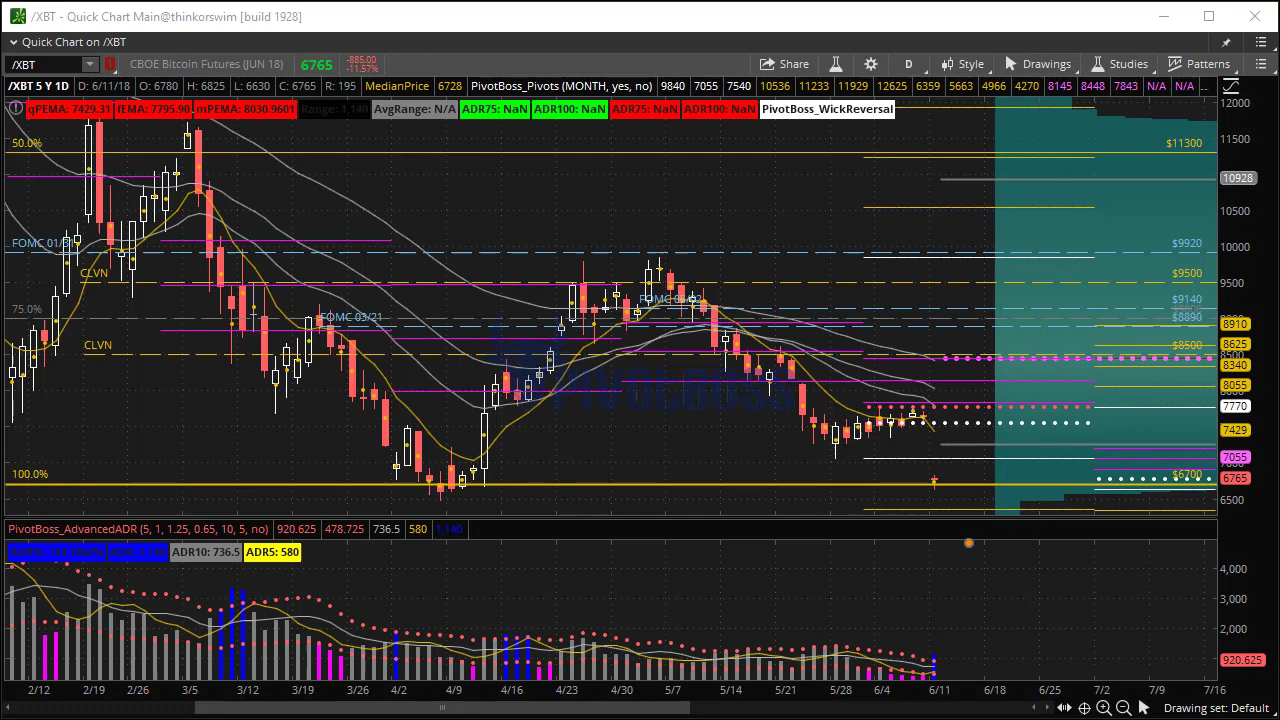 /XBT - Quick Chart Main@thinkorswim [build 1928]
Quick Chart on /XBT
/XBT CBOE Bitcoin Futures (JUN 18) 6765 -885.00 -11.57% Share D Style Drawings Studies Patterns
/XBT 5 Y 1D D: 6/11/18 O: 6780 H: 6825 L: 6630 C: 6765 R: 195 MedianPrice 6728 PivotBoss_Pivots (MONTH, yes, no) 9840 7055 7540 10536 11233 11929 12625 6359 5663 4966 4270 8145 8448 7843 N/A N/A ...
qPEMA: 7429.31 EMA: 7795.90 mPEMA: 8030.9601 Range: 1,140 AvgRange: N/A ADR75: NaN ADR100: NaN ADR75: NaN ADR100: NaN PivotBoss_WickReversal
12000
11500
50.0% $11300
10928
10500
FOMC 01/31 $9920 10000
CLVN $9500 9500
$9140
75.0% FOMC 03/21 $8890
8910
CLVN $8500 8625
8500
8340
8055
8000
PIVOTBOSS 7770
7429
7055
7000
100.0% $6700 6765
6500
PivotBoss_AdvancedADR (5, 1, 1.25, 0.65, 10, 5, no) 920.625 478.725 736.5 580 1,140
ADR10: 736.5 ADR5: 580
4,000
3,000
2,000
920.625
2/12 2/19 2/26 3/5 3/12 3/19 3/26 4/2 4/9 4/16 4/23 4/30 5/7 5/14 5/21 5/28 6/4 6/11 6/18 6/25 7/2 7/9 7/16
Drawing set: Default